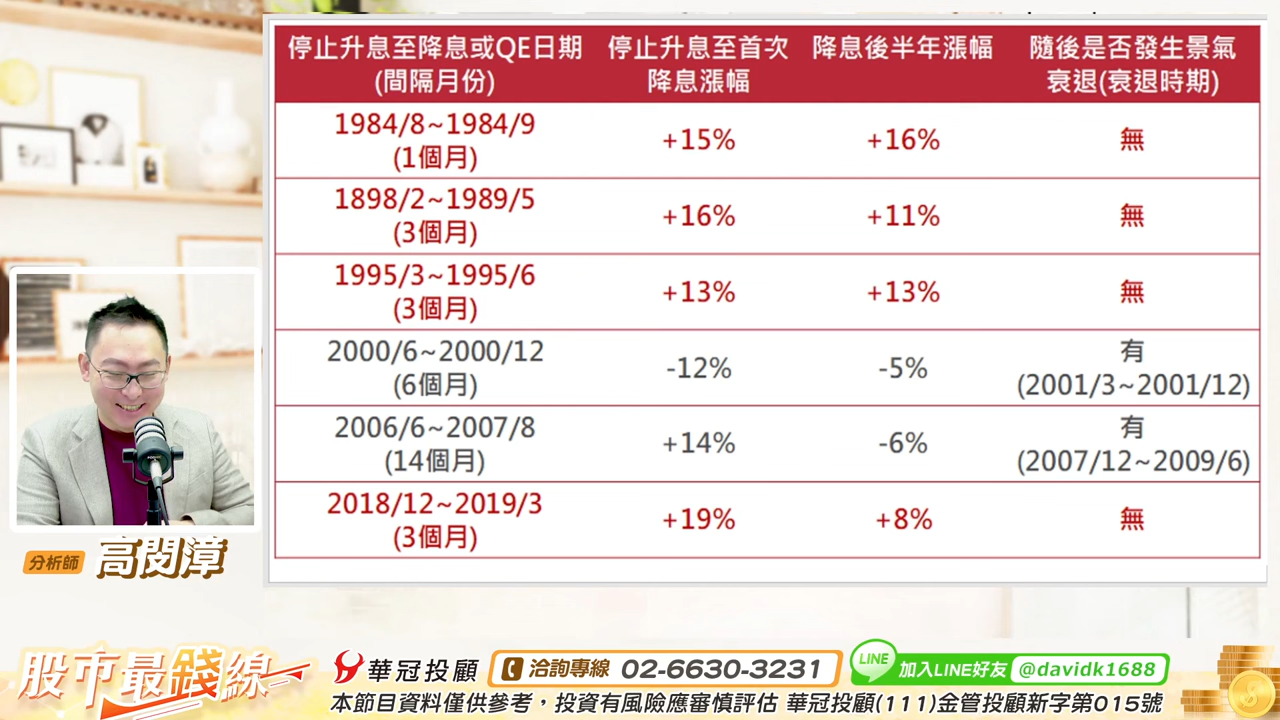 停止升息至降息或QE日期
(間隔月份)
停止升息至首次
降息漲幅
降息後半年漲幅
隨後是否發生景氣
衰退(衰退時期)
1984/8~1984/9
(1個月)
+15%
+16%
無
1898/2~1989/5
(3個月)
+16%
+11%
無
1995/3~1995/6
(3個月)
+13%
+13%
無
2000/6~2000/12
(6個月)
-12%
-5%
有
(2001/3~2001/12)
2006/6~2007/8
(14個月)
+14%
-6%
有
(2007/12~2009/6)
2018/12~2019/3
(3個月)
+19%
+8%
無
分析師 高閔漳
股市最錢線
華冠投顧
洽詢專線 02-6630-3231
LINE
加入LINE好友 @davidk1688
本節目資料僅供參考，投資有風險應審慎評估 華冠投顧(111)金管投顧新字第015號